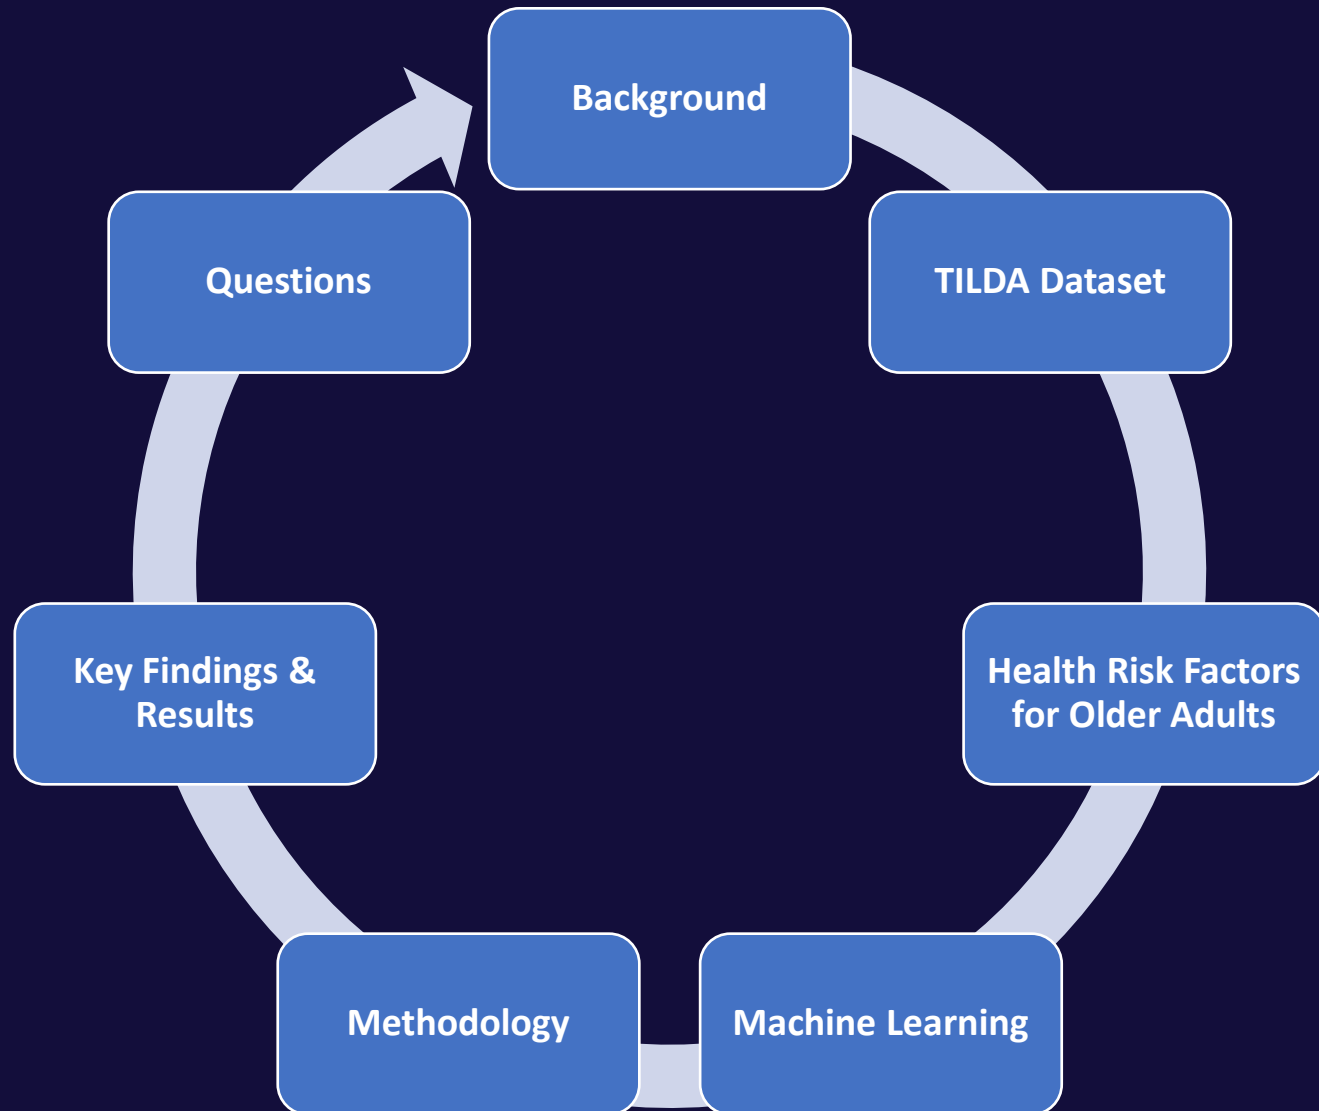 Background
TILDA Dataset
Health Risk Factors
for Older Adults
Machine Learning
Methodology
Key Findings &
Results
Questions